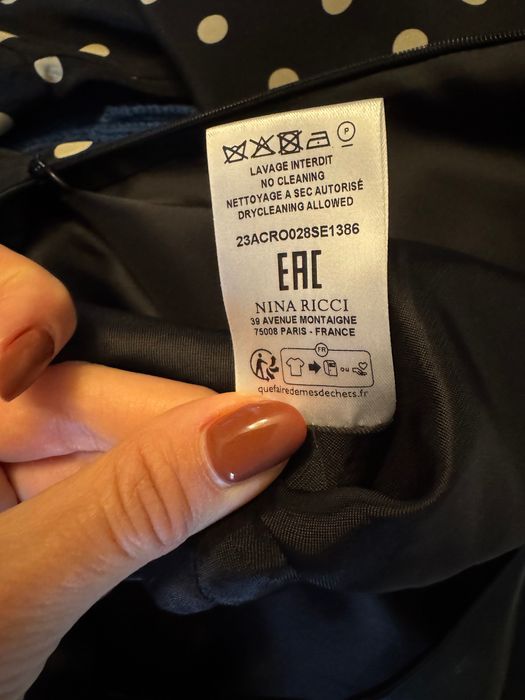 P
LAVAGE INTERDIT
NO CLEANING
NETTOYAGE A SEC AUTORISÉ
DRYCLEANING ALLOWED
23ACRO028SE1386
EAC
NINA RICCI
39 AVENUE MONTAIGNE
75008 PARIS - FRANCE
FR
OU
quefairedemesdechets.fr